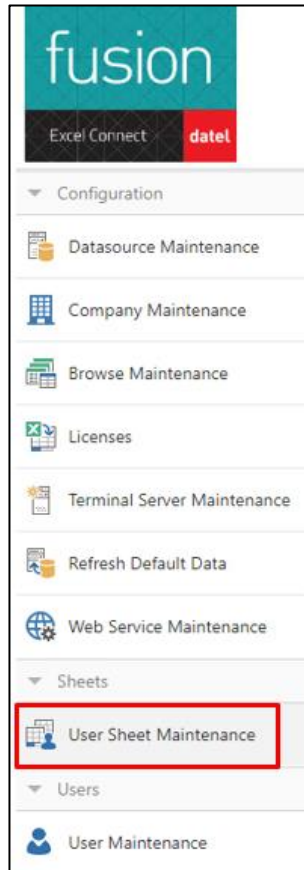 fusion
Excel Connect
datel
Configuration
Datasource Maintenance
Company Maintenance
Browse Maintenance
Licenses
Terminal Server Maintenance
Refresh Default Data
Web Service Maintenance
Sheets
User Sheet Maintenance
Users
User Maintenance